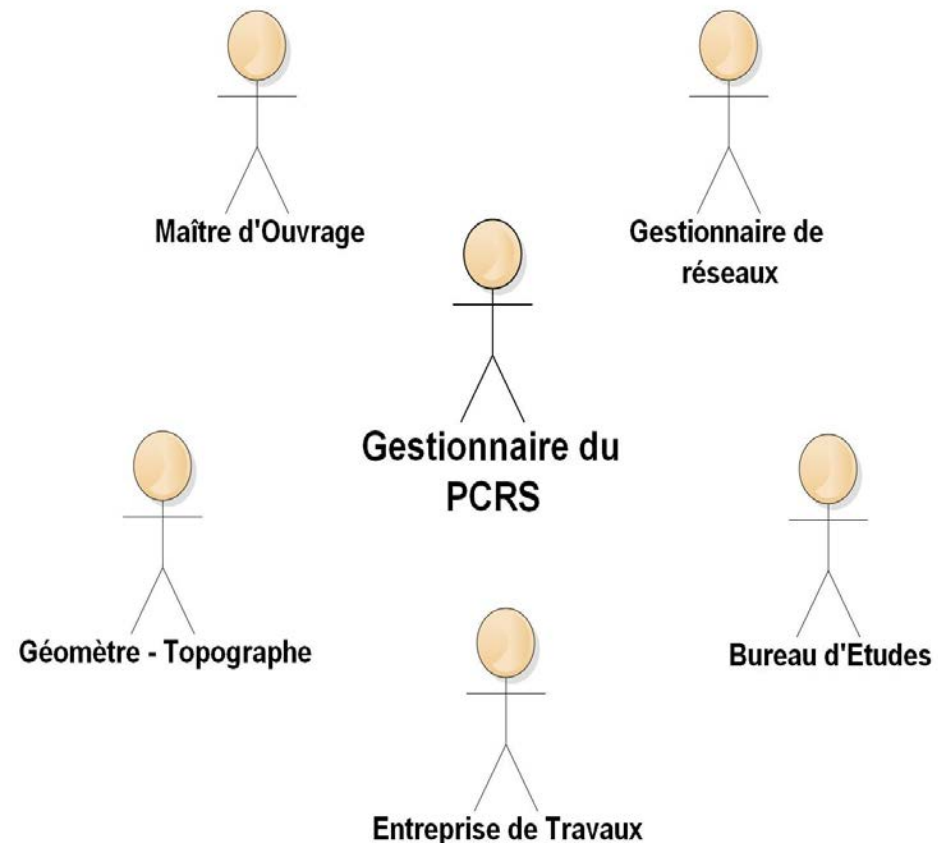 Maître d'Ouvrage
Gestionnaire de
réseaux
Gestionnaire du
PCRS
Géomètre - Topographe
Bureau d'Etudes
Entreprise de Travaux